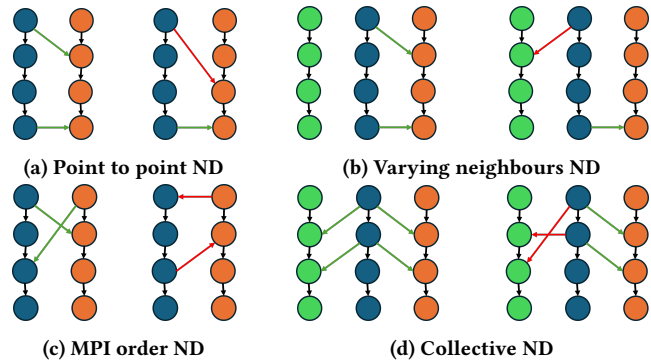 (a) Point to point ND
(b) Varying neighbours ND
(c) MPI order ND
(d) Collective ND